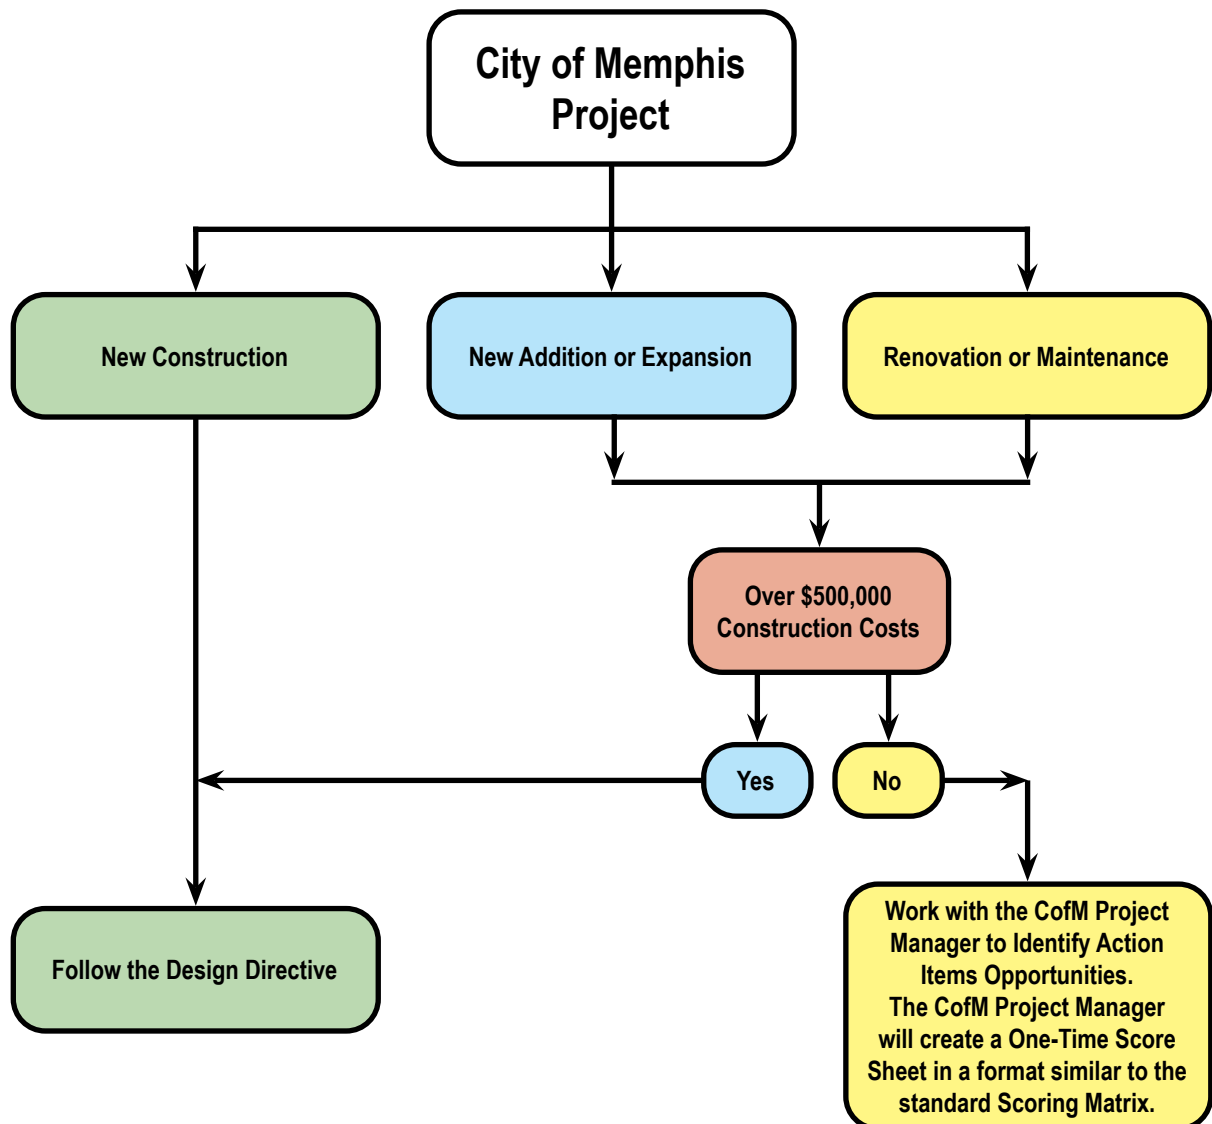 City of Memphis
Project
New Construction
New Addition or Expansion
Renovation or Maintenance
Over $500,000
Construction Costs
Yes
No
Follow the Design Directive
Work with the CofM Project
Manager to Identify Action
Items Opportunities.
The CofM Project Manager
will create a One-Time Score
Sheet in a format similar to the
standard Scoring Matrix.